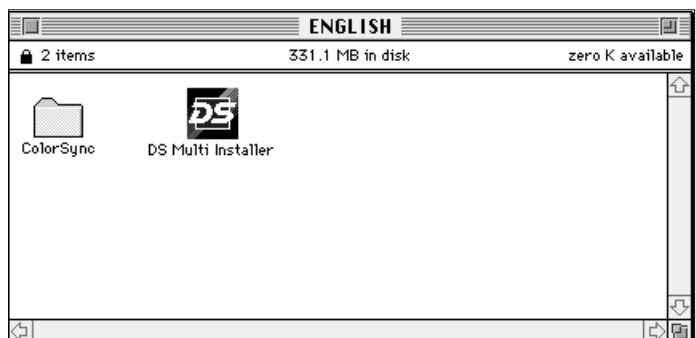 ENGLISH
2 items 331.1 MB in disk zero K available
DS
ColorSync DS Multi Installer